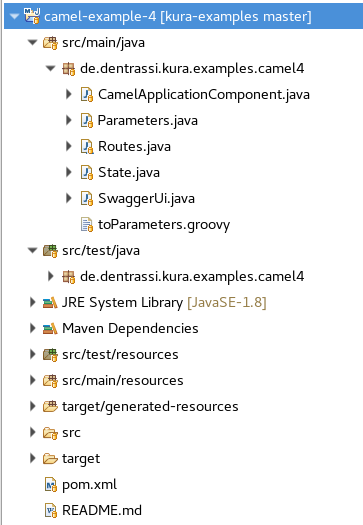 camel-example-4 [kura-examples master]
src/main/java
de.dentrassi.kura.examples.camel4
CamelApplicationComponent.java
Parameters.java
Routes.java
State.java
SwaggerUi.java
toParameters.groovy
src/test/java
de.dentrassi.kura.examples.camel4
JRE System Library [JavaSE-1.8]
Maven Dependencies
src/test/resources
src/main/resources
target/generated-resources
src
target
pom.xml
README.md